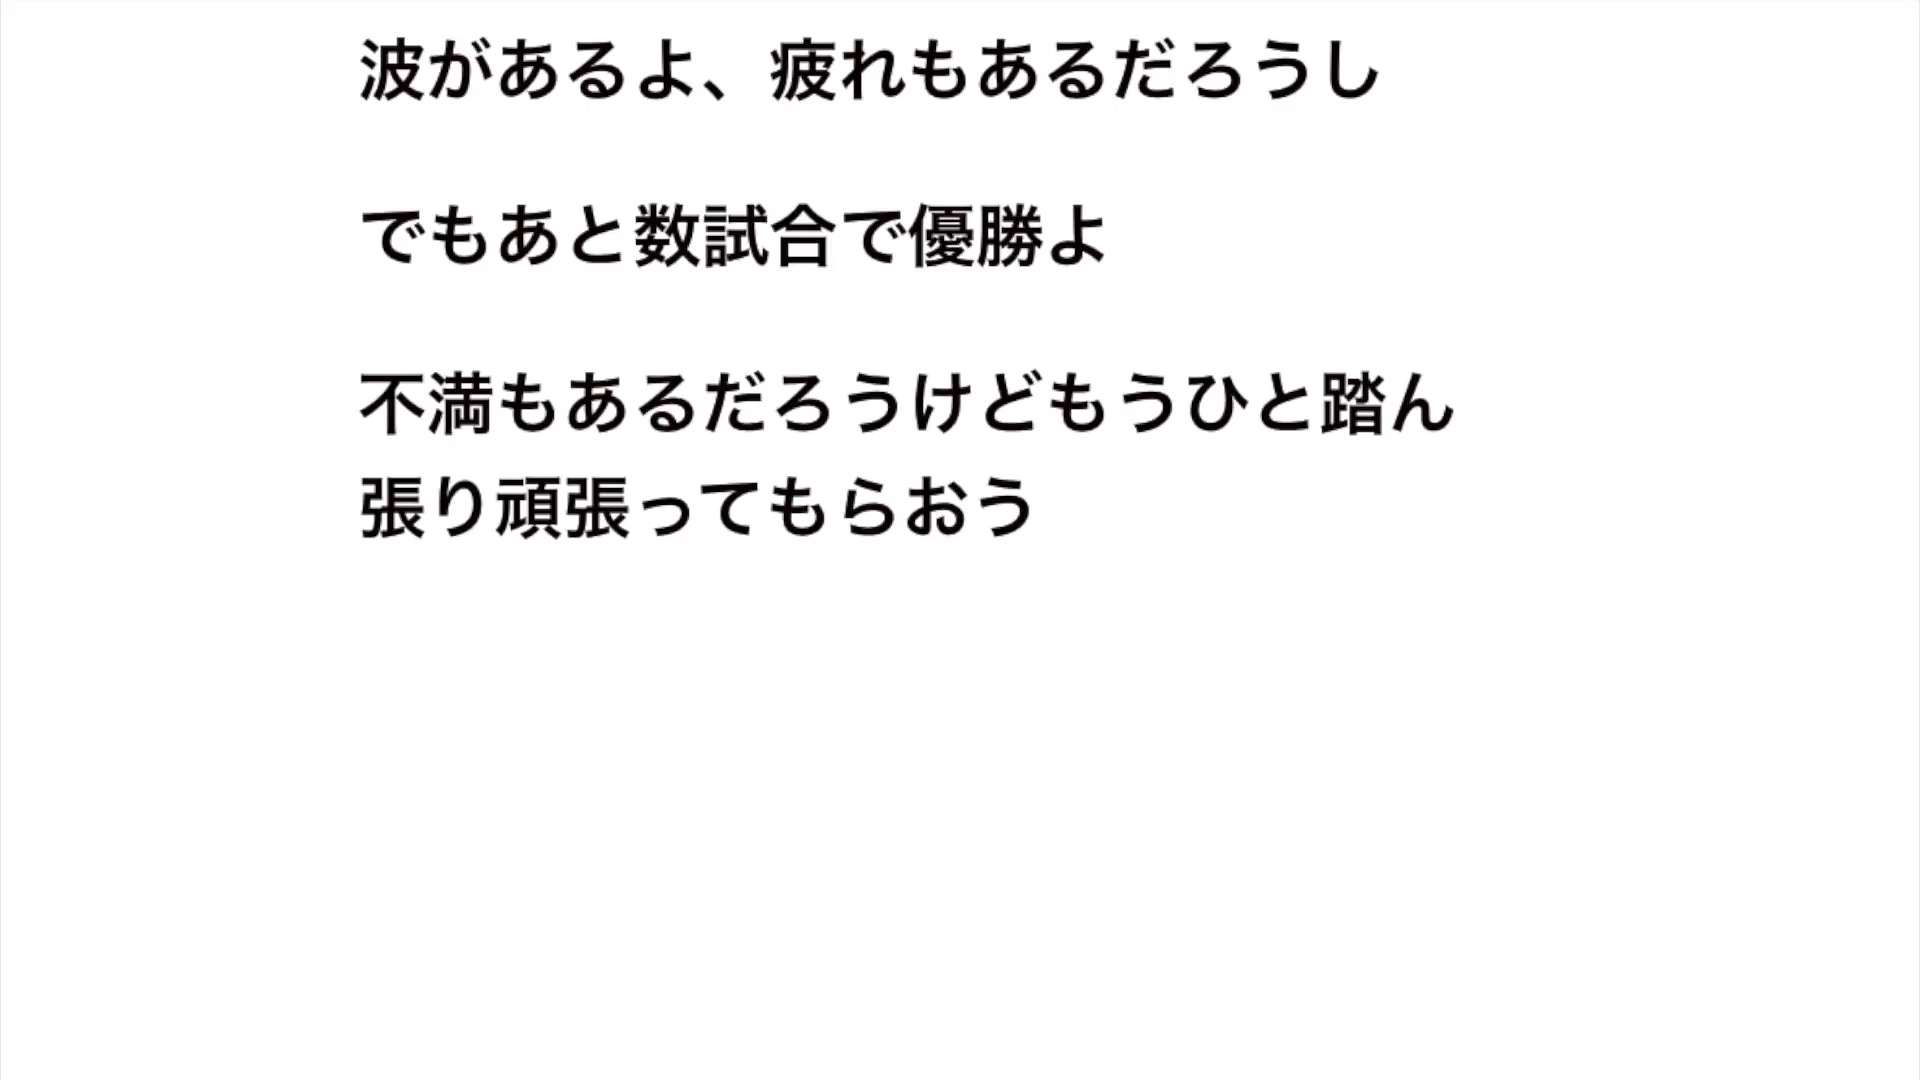 波があるよ、疲れもあるだろうし
でもあと数試合で優勝よ
不満もあるだろうけどもうひと踏ん
張り頑張ってもらおう